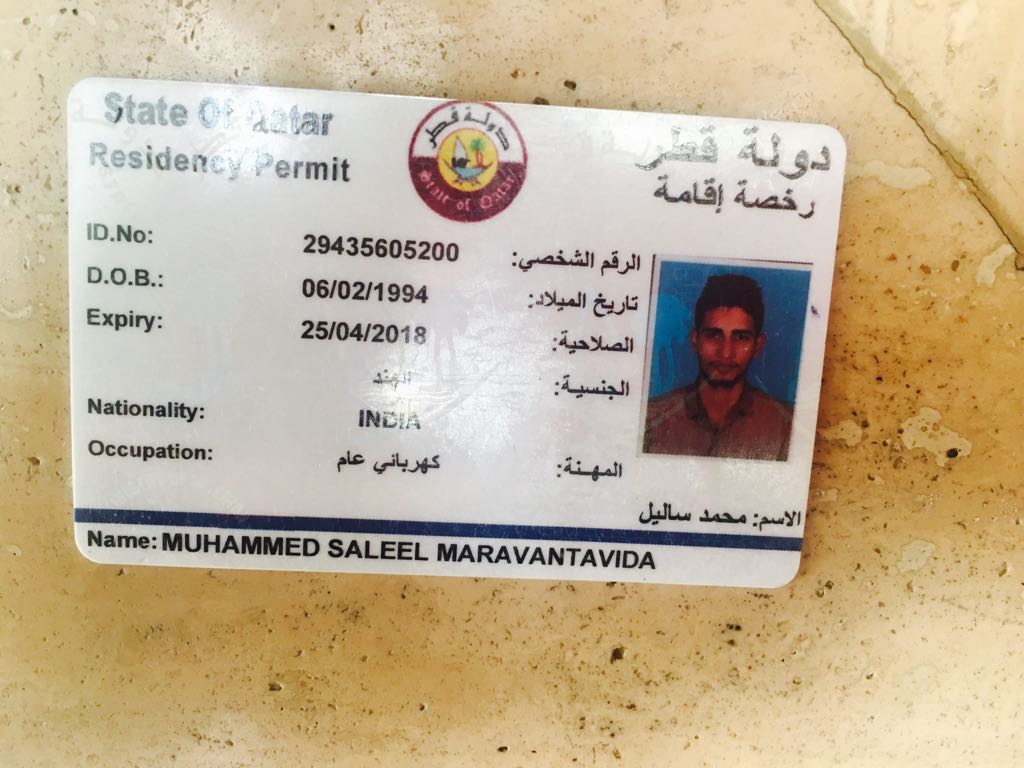 State Of Qatar
دولة قطر
Residency Permit
رخصة إقامة
دولة قطر
State of Qatar
ID.No: 29435605200 الرقم الشخصي:
D.O.B.: 06/02/1994 تاريخ الميلاد:
Expiry: 25/04/2018 الصلاحية:
الهند الجنسية:
Nationality: INDIA
Occupation: كهربائي عام المهنة:
الاسم: محمد ساليل
Name: MUHAMMED SALEEL MARAVANTAVIDA